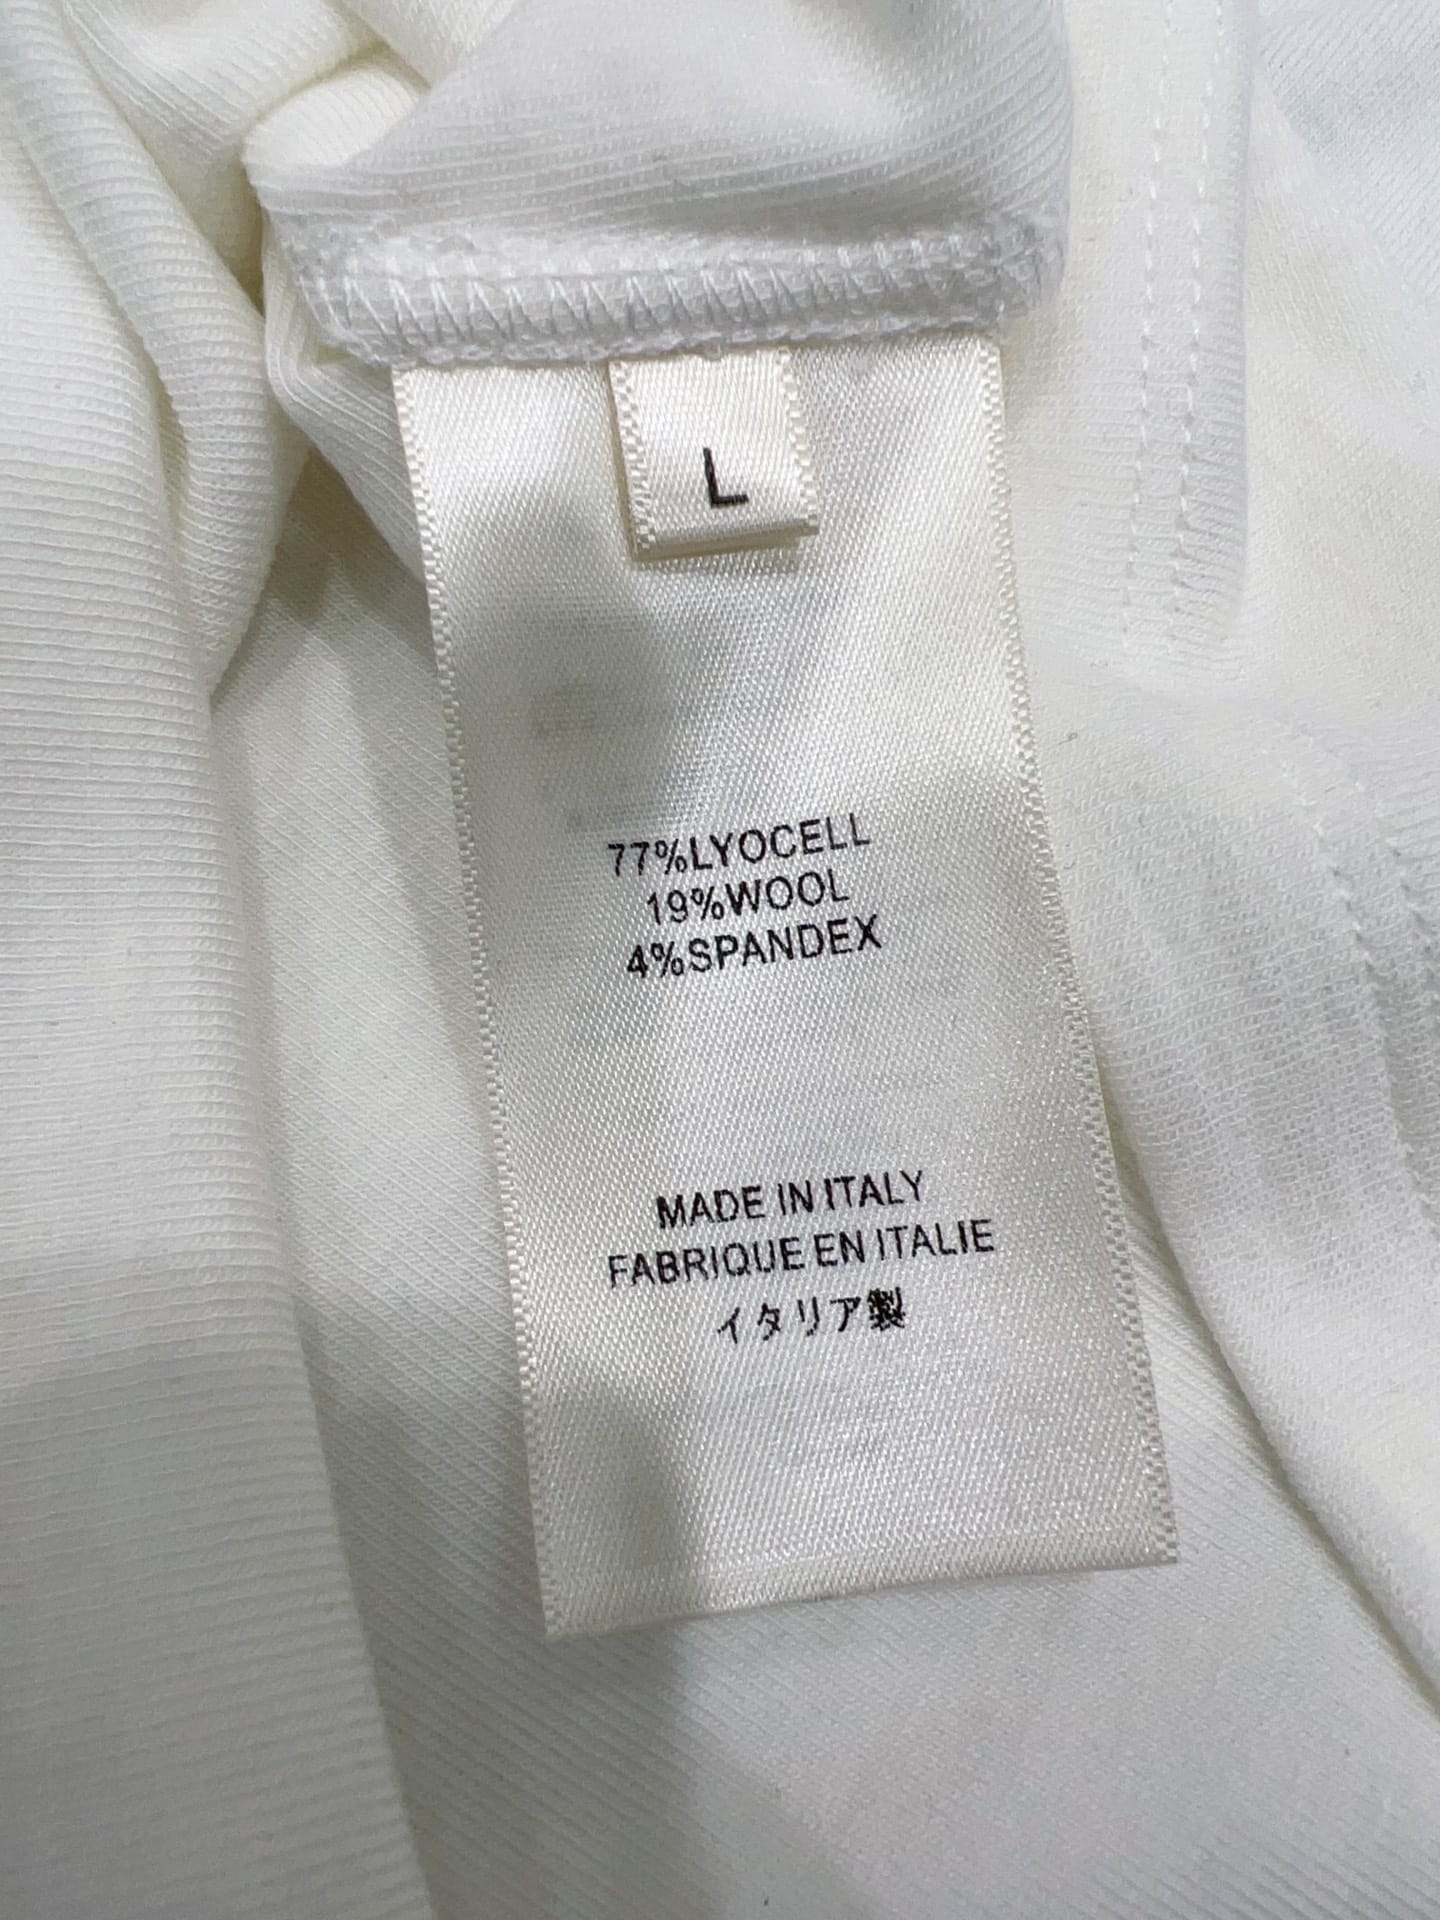 L
77%LYOCELL
19%WOOL
4%SPANDEX
MADE IN ITALY
FABRIQUE EN ITALIE
イタリア製